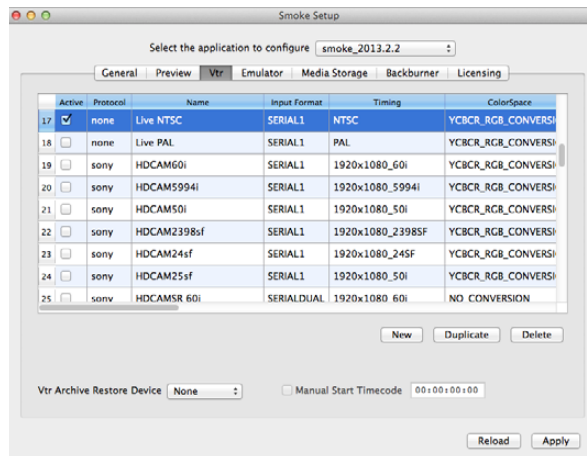 Smoke Setup
Select the application to configure smoke_2013.2.2
General Preview Vtr Emulator Media Storage Backburner Licensing
Active Protocol Name Input Format Timing ColorSpace
17 none Live NTSC SERIAL1 NTSC YCBCR_RGB_CONVERSI
18 none Live PAL SERIAL1 PAL YCBCR_RGB_CONVERSI
19 sony HDCAM60i SERIAL1 1920x1080_60i YCBCR_RGB_CONVERSI
20 sony HDCAM5994i SERIAL1 1920x1080_5994i YCBCR_RGB_CONVERSI
21 sony HDCAM50i SERIAL1 1920x1080_50i YCBCR_RGB_CONVERSI
22 sony HDCAM2398sf SERIAL1 1920x1080_2398SF YCBCR_RGB_CONVERSI
23 sony HDCAM24sf SERIAL1 1920x1080_24SF YCBCR_RGB_CONVERSI
24 sony HDCAM25sf SERIAL1 1920x1080_50i YCBCR_RGB_CONVERSI
25 sony HDCAMSR 60i SERIALDUAL 1920x1080 60i NO CONVERSION
New Duplicate Delete
Vtr Archive Restore Device None Manual Start Timecode 00:00:00:00
Reload Apply